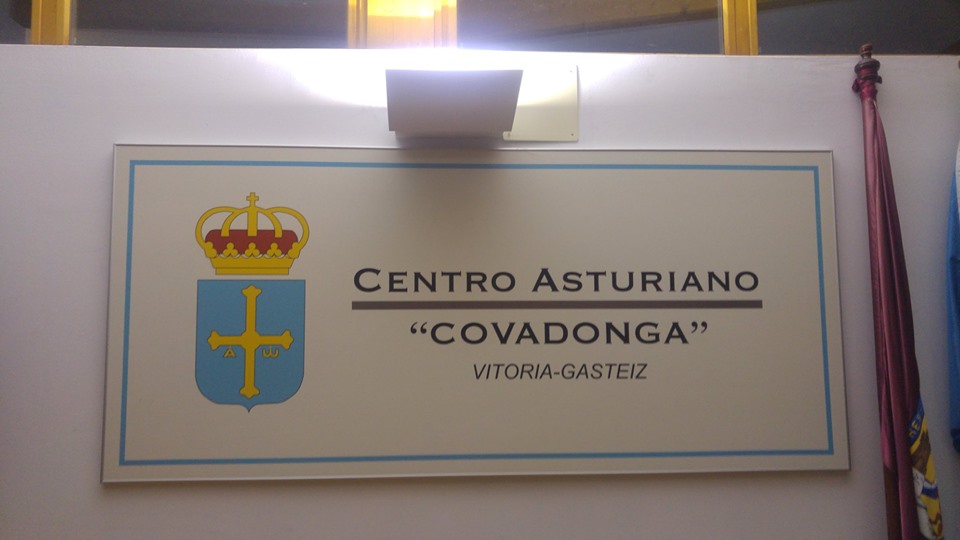 CENTRO ASTURIANO
"COVADONGA"
VITORIA-GASTEIZ
A ω